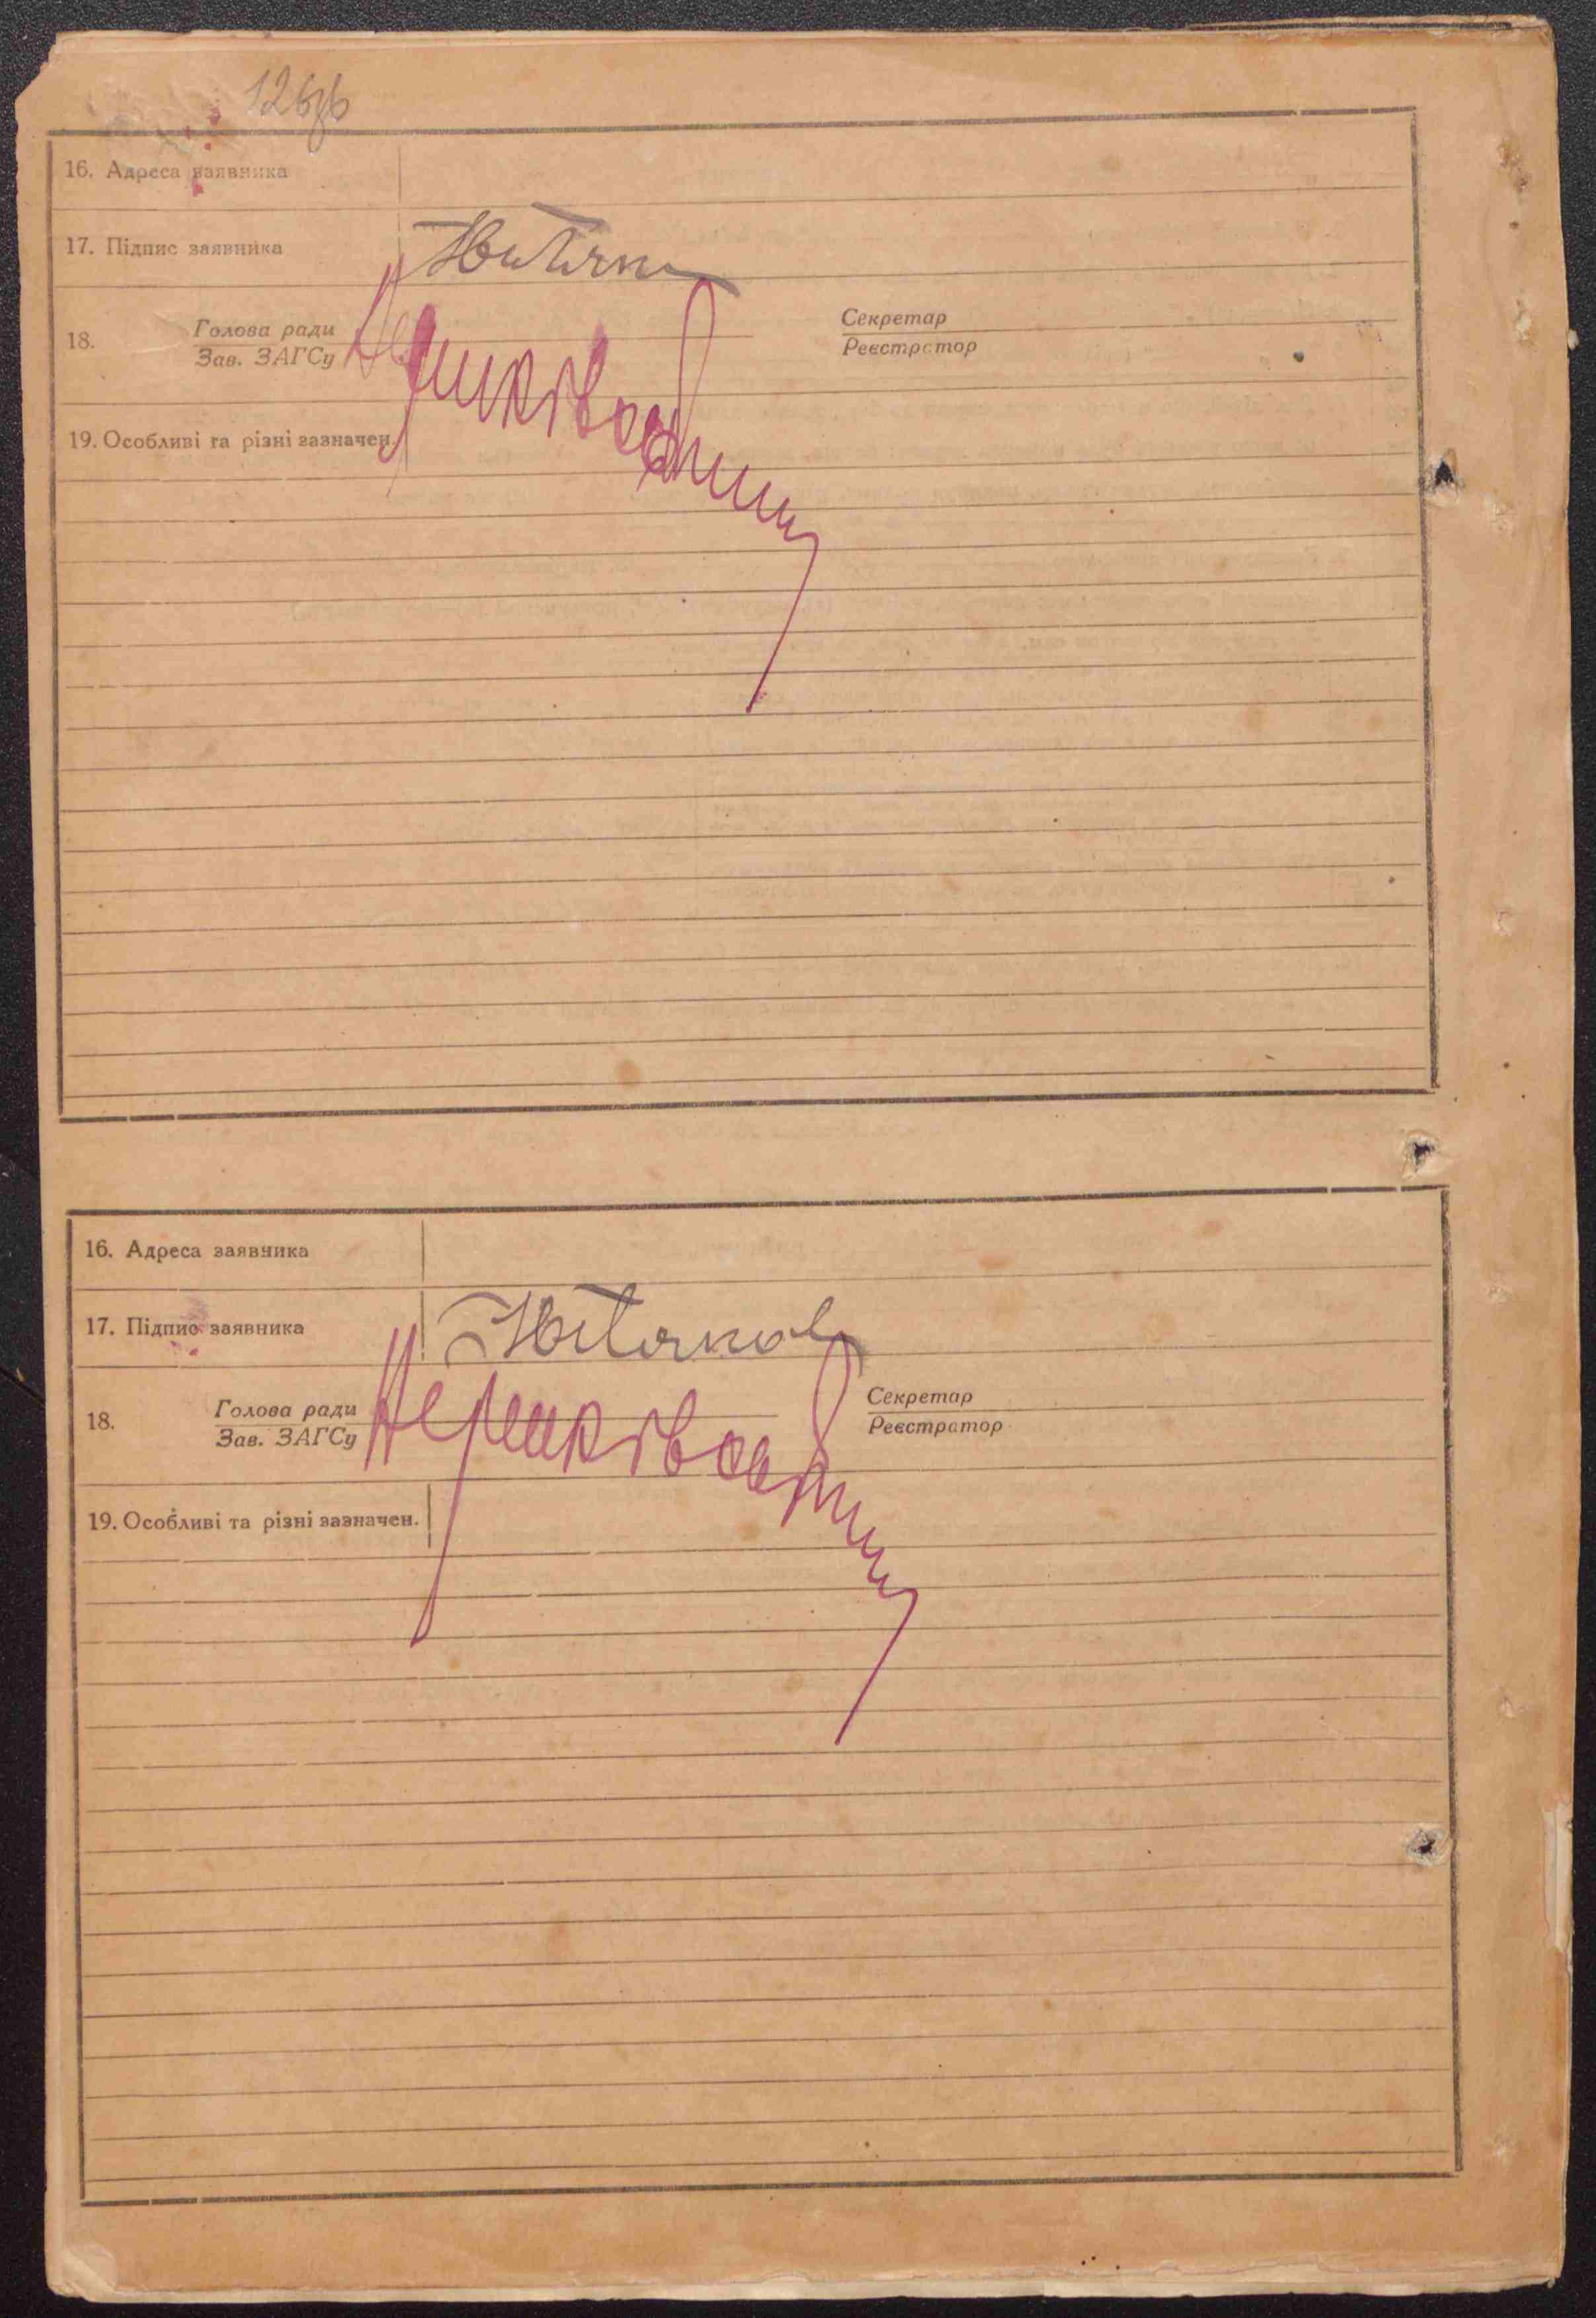 126зв
16. Адреса заявника
17. Підпис заявника
18. Голова ради
Зав. ЗАГСу
Секретар
Реєстратор
19. Особливі та різні зазначен.
16. Адреса заявника
17. Підпис заявника
18. Голова ради
Зав. ЗАГСу
Секретар
Реєстратор
19. Особливі та різні зазначен.